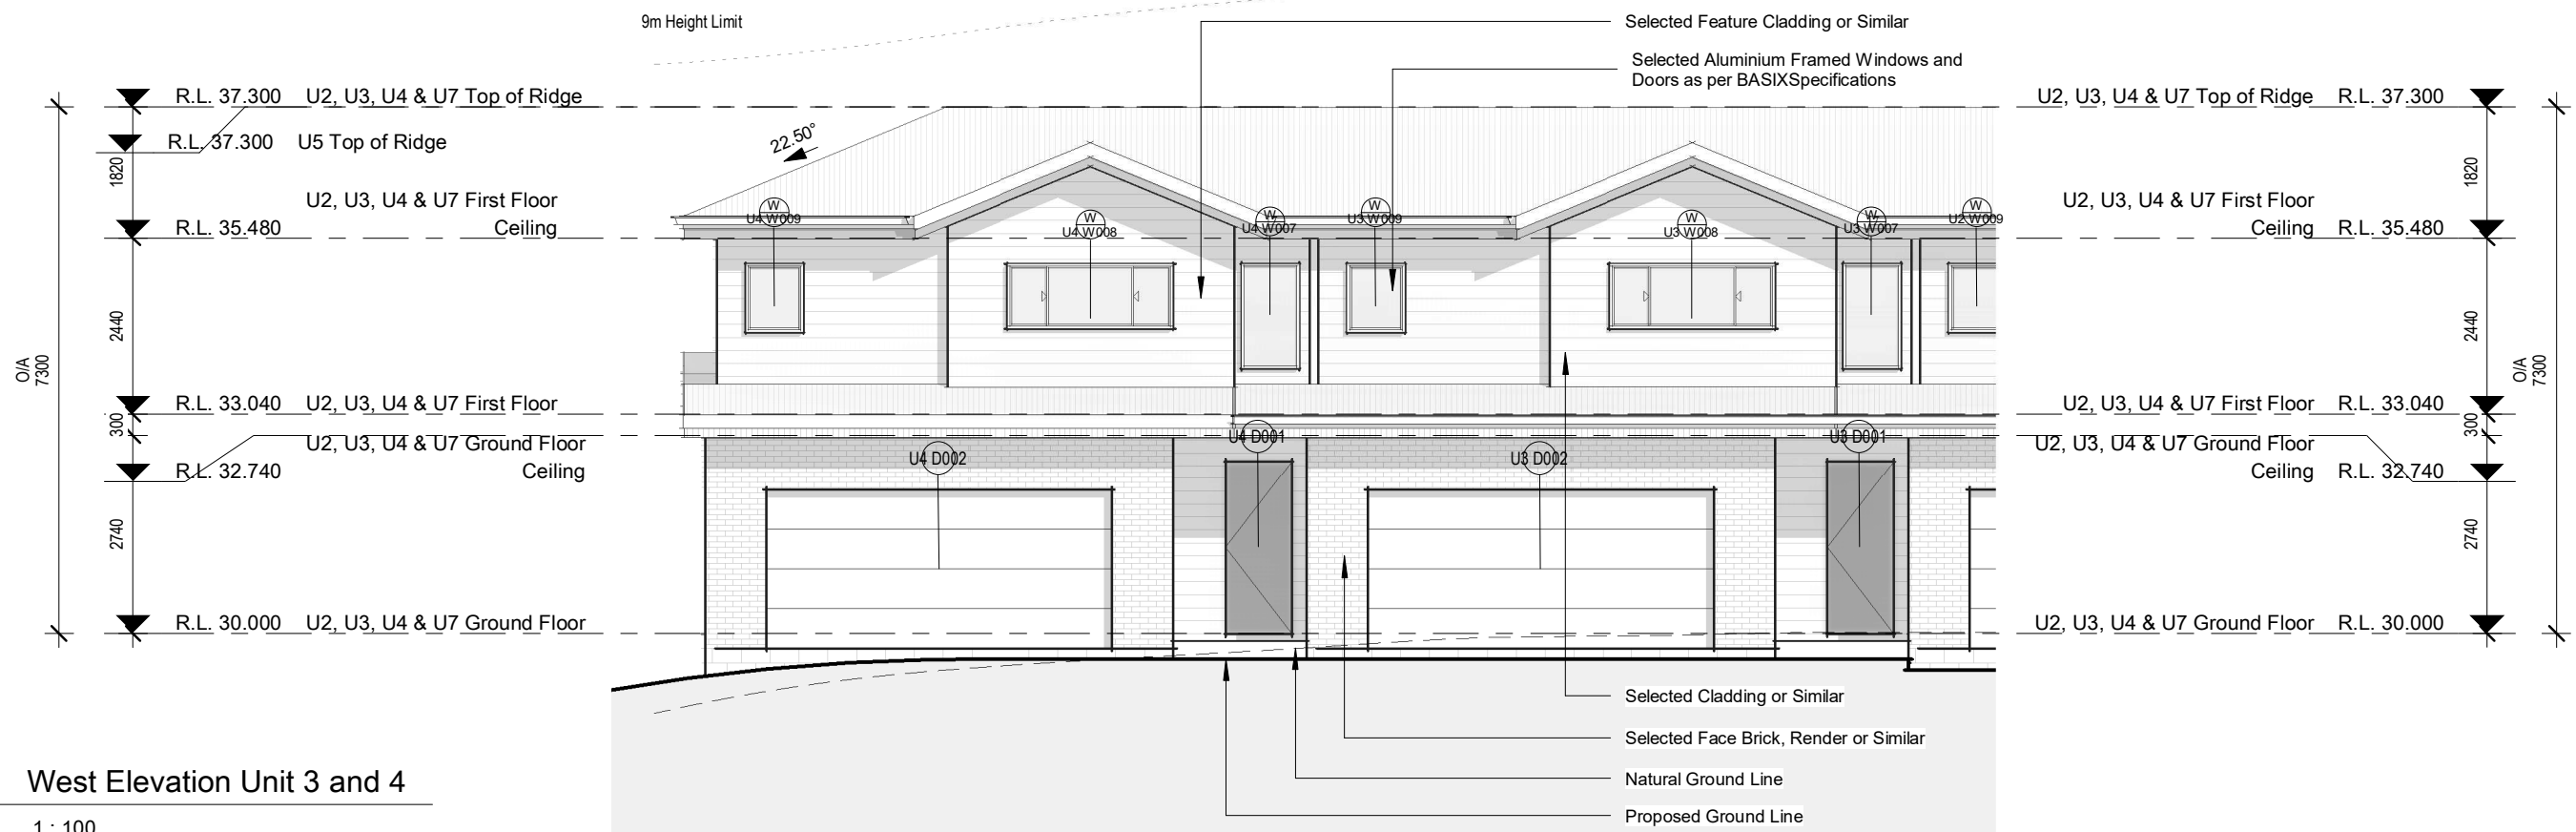 9m Height Limit
Selected Feature Cladding or Similar
Selected Aluminium Framed Windows and
Doors as per BASIXSpecifications
R.L. 37.300 U2, U3, U4 & U7 Top of Ridge
U2, U3, U4 & U7 Top of Ridge R.L. 37.300
R.L. 37.300 U5 Top of Ridge
22.50°
1820
1820
U2, U3, U4 & U7 First Floor
Ceiling
R.L. 35.480
U2, U3, U4 & U7 First Floor
Ceiling R.L. 35.480
W
U4 W009
W
U4 W008
W
U4 W007
W
U3 W009
W
U3 W008
W
U3 W007
W
U2 W009
2440
2440
O/A
7300
O/A
7300
R.L. 33.040 U2, U3, U4 & U7 First Floor
U2, U3, U4 & U7 First Floor R.L. 33.040
300
300
U2, U3, U4 & U7 Ground Floor
Ceiling
R.L. 32.740
U2, U3, U4 & U7 Ground Floor
Ceiling R.L. 32.740
U4 D002
U4 D001
U3 D002
U3 D001
2740
2740
R.L. 30.000 U2, U3, U4 & U7 Ground Floor
U2, U3, U4 & U7 Ground Floor R.L. 30.000
Selected Cladding or Similar
Selected Face Brick, Render or Similar
Natural Ground Line
Proposed Ground Line
West Elevation Unit 3 and 4
1 : 100